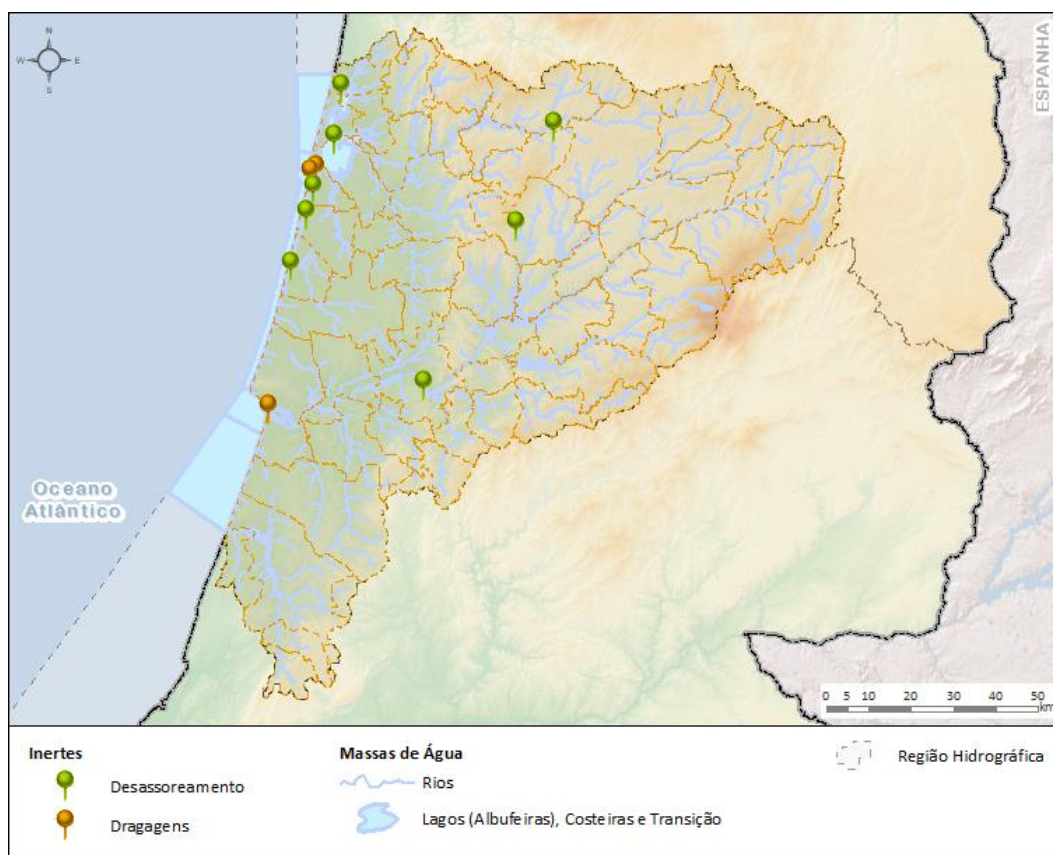 N
W E
S
ESPANHA
Oceano
Atlântico
0 5 10 20 30 40 50
km
Inertes
Desassoreamento
Dragagens
Massas de Água
Rios
Lagos (Albufeiras), Costeiras e Transição
Região Hidrográfica